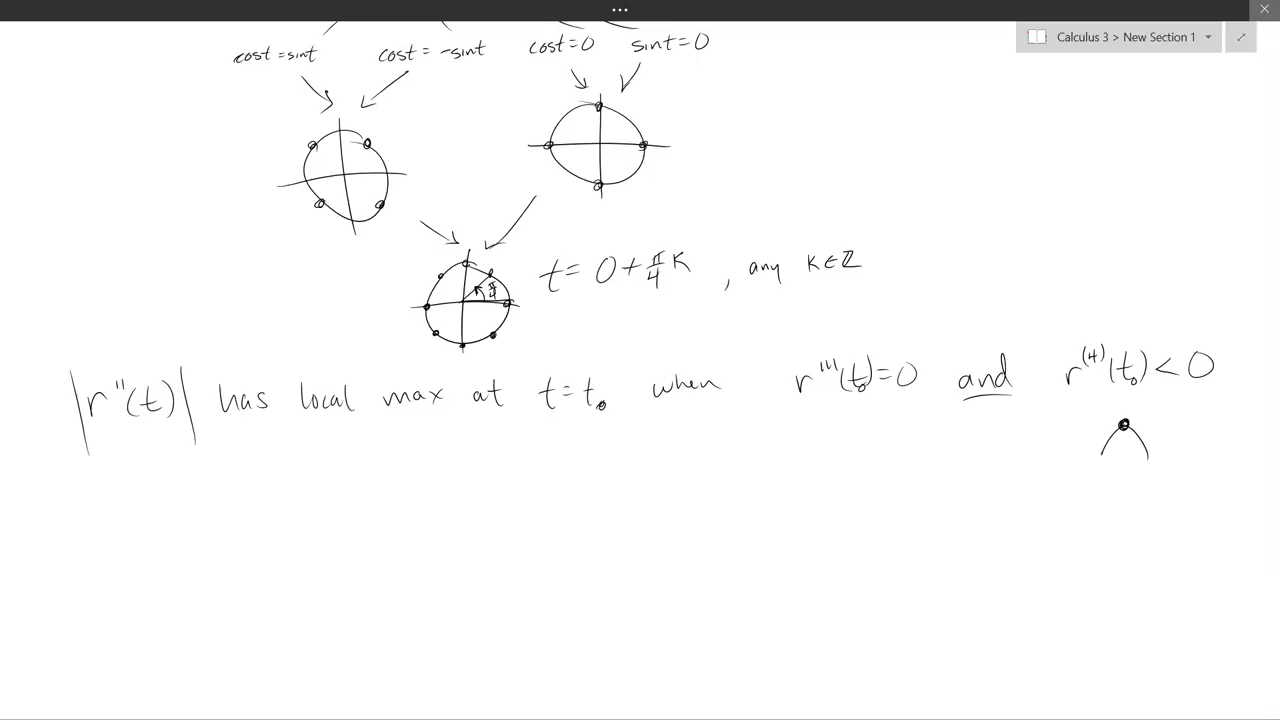 Calculus 3 > New Section 1
cost=sint cost=-sint cost=0 sint=0
π/4
t= 0+π/4 K , any K∈ℤ
|r''(t)| has local max at t=t₀ when r'''(t₀)=0 and r⁽⁴⁾(t₀)<0